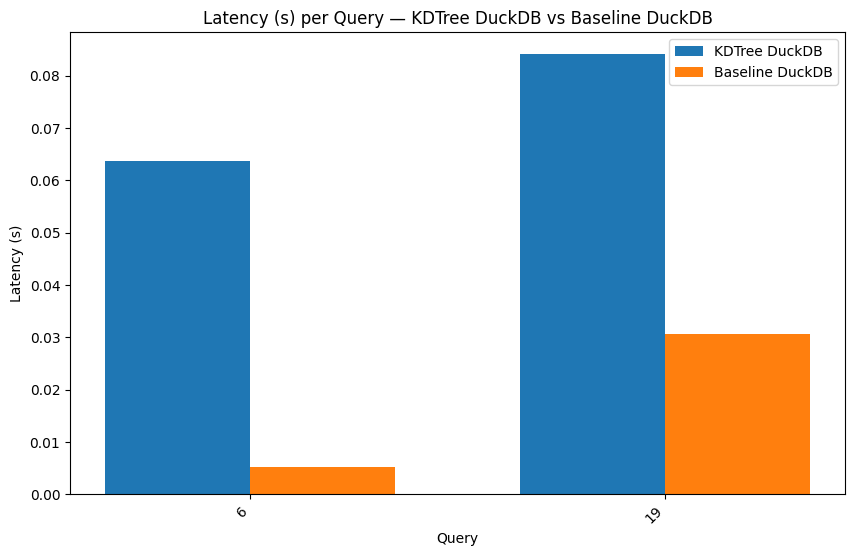 Latency (s) per Query — KDTree DuckDB vs Baseline DuckDB
KDTree DuckDB
Baseline DuckDB
0.08
0.07
0.06
0.05
0.04
0.03
0.02
0.01
0.00
Latency (s)
6
19
Query